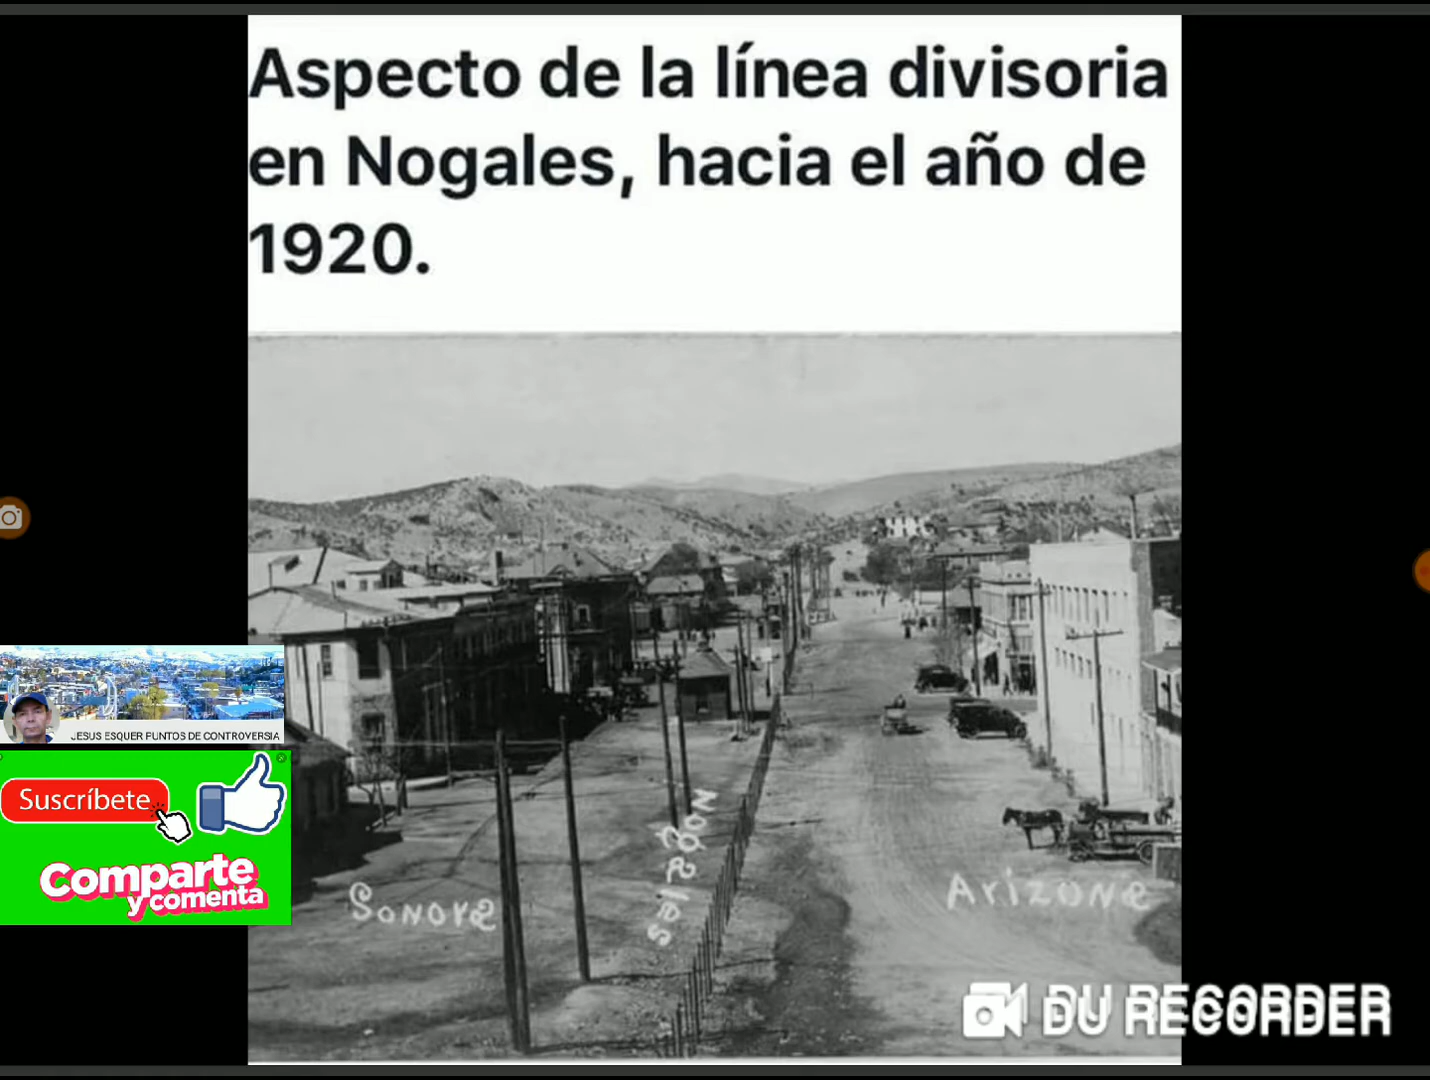 Aspecto de la línea divisoria
en Nogales, hacia el año de
1920.
JESUS ESQUER PUNTOS DE CONTROVERSIA
Suscríbete
Comparte
y comenta
Sonora
Nogales
Arizona
DU RECORDER